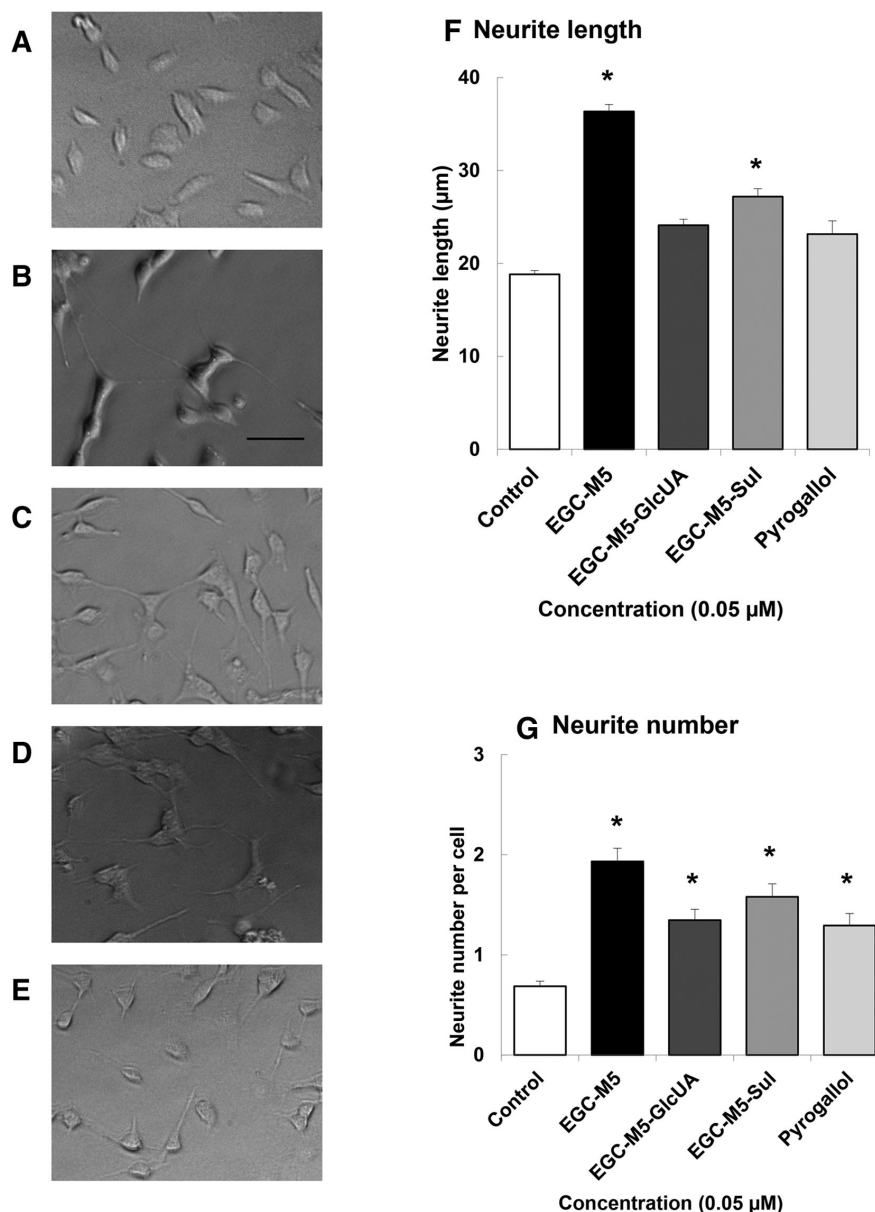 A
B
C
D
E
F Neurite length
Neurite length (µm)
40
30
20
10
0
*
*
Control
EGC-M5
EGC-M5-GlcUA
EGC-M5-Sul
Pyrogallol
Concentration (0.05 µM)
G Neurite number
Neurite number per cell
3
2
1
0
*
*
*
*
Control
EGC-M5
EGC-M5-GlcUA
EGC-M5-Sul
Pyrogallol
Concentration (0.05 µM)